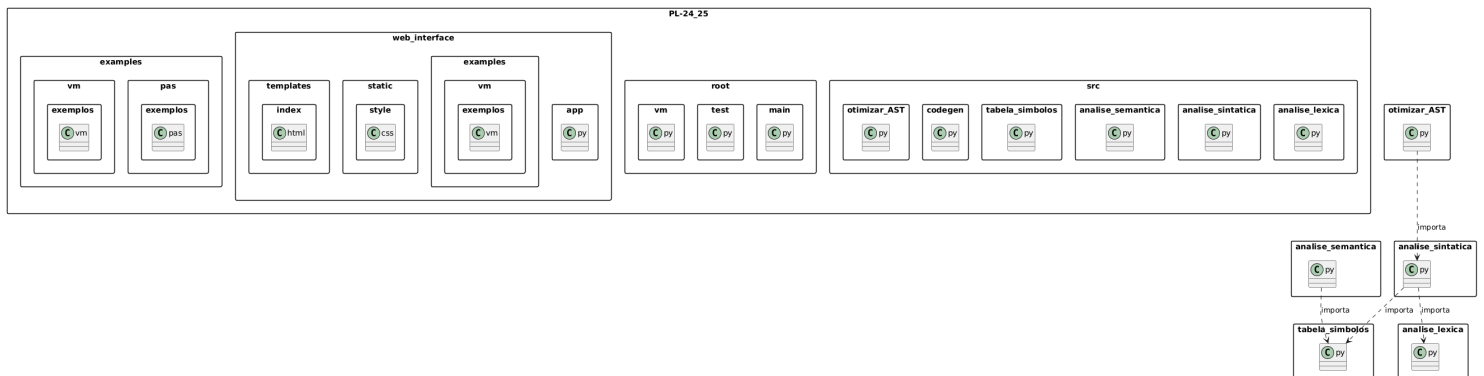 PL-24_25
web_interface
examples
examples
root
src
vm
pas
templates
static
vm
exemplos
exemplos
index
style
exemplos
app
vm
test
main
otimizar_AST
codegen
tabela_simbolos
analise_semantica
analise_sintatica
analise_lexica
otimizar_AST
C vm
C pas
C html
C css
C vm
C py
C py
C py
C py
C py
C py
C py
C py
C py
C py
C py
importa
analise_semantica
analise_sintatica
C py
C py
importa
importa
importa
tabela_simbolos
analise_lexica
C py
C py